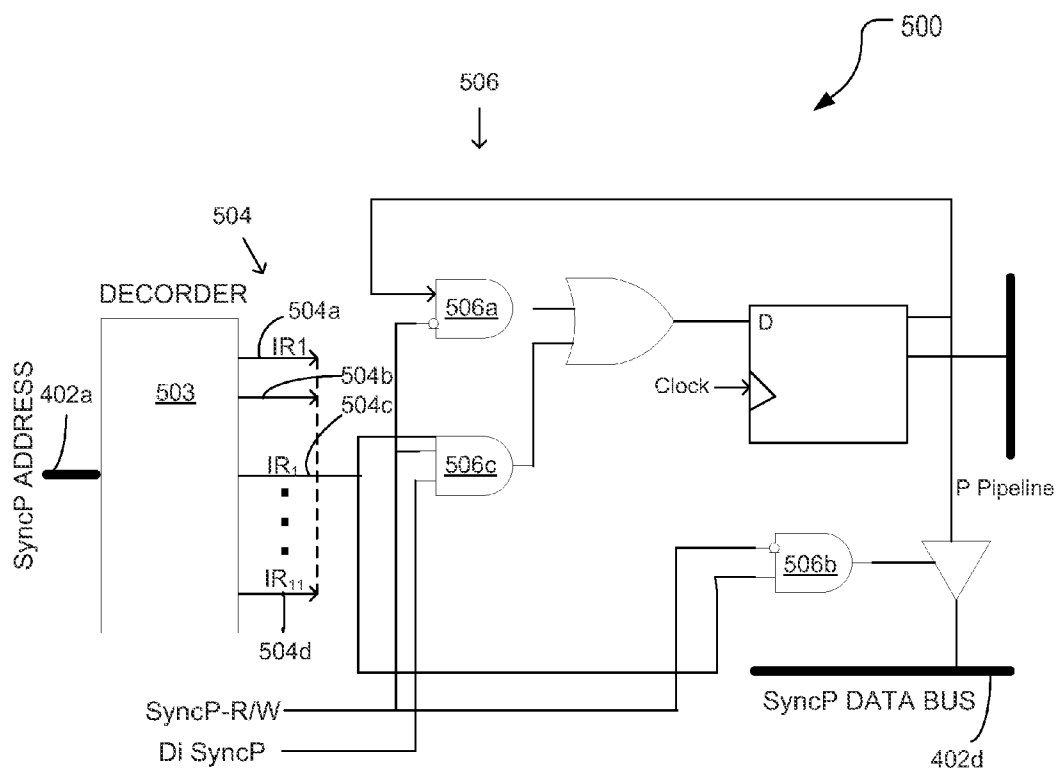 500
506
504
DECORDER
504a
IR1
506a
D
504b
402a
503
504c
Clock
SyncP ADDRESS
IR₁
506c
P Pipeline
506b
IR₁₁
504d
SyncP-R/W
SyncP DATA BUS
Di SyncP
402d